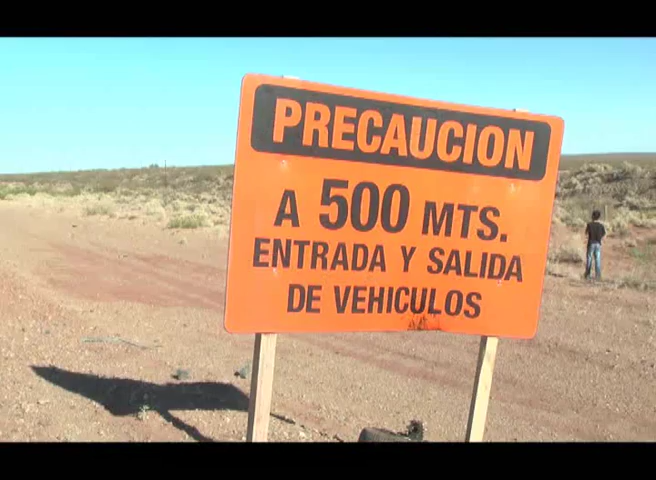 PRECAUCION
A 500 MTS.
ENTRADA Y SALIDA
DE VEHICULOS